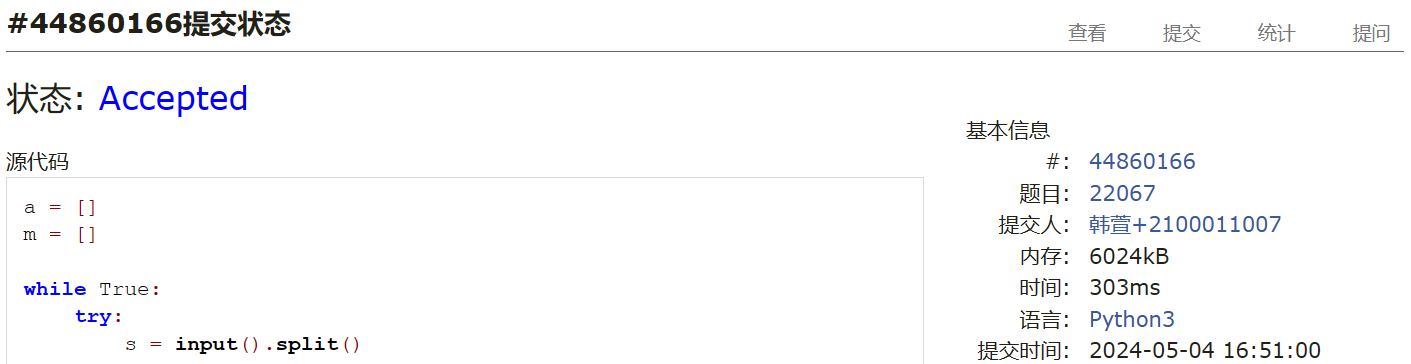 #44860166提交状态
查看 提交 统计 提问
状态: Accepted
源代码
a = []
m = []
while True:
    try:
        s = input().split()
基本信息
#: 44860166
题目: 22067
提交人: 韩萱+2100011007
内存: 6024kB
时间: 303ms
语言: Python3
提交时间: 2024-05-04 16:51:00